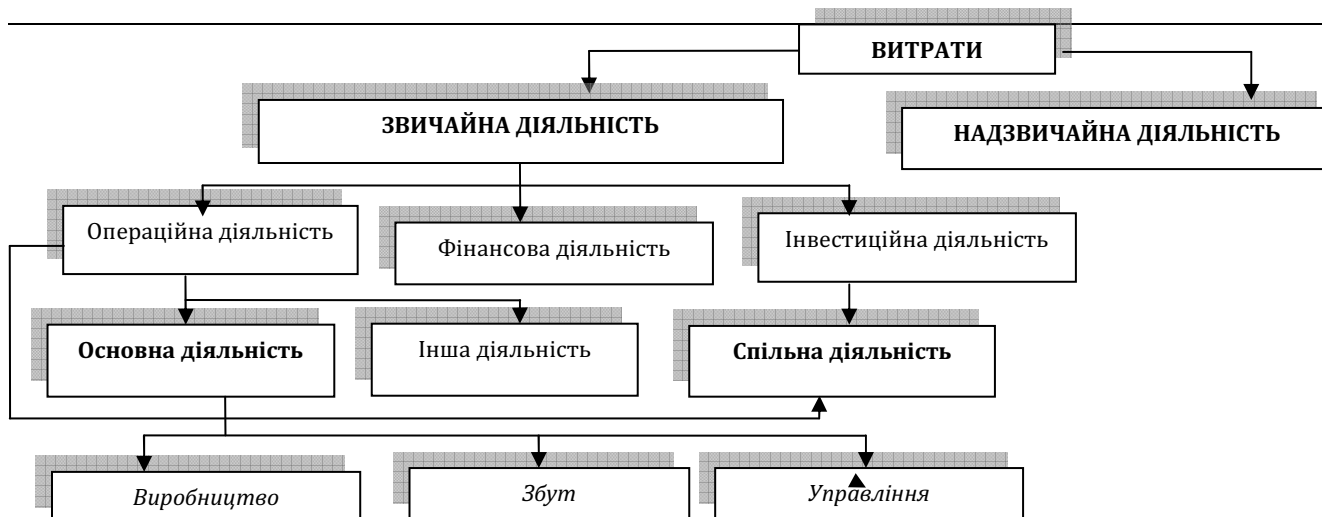 ВИТРАТИ
ЗВИЧАЙНА ДІЯЛЬНІСТЬ
НАДЗВИЧАЙНА ДІЯЛЬНІСТЬ
Операційна діяльність
Фінансова діяльність
Інвестиційна діяльність
Основна діяльність
Інша діяльність
Спільна діяльність
Виробництво
Збут
Управління